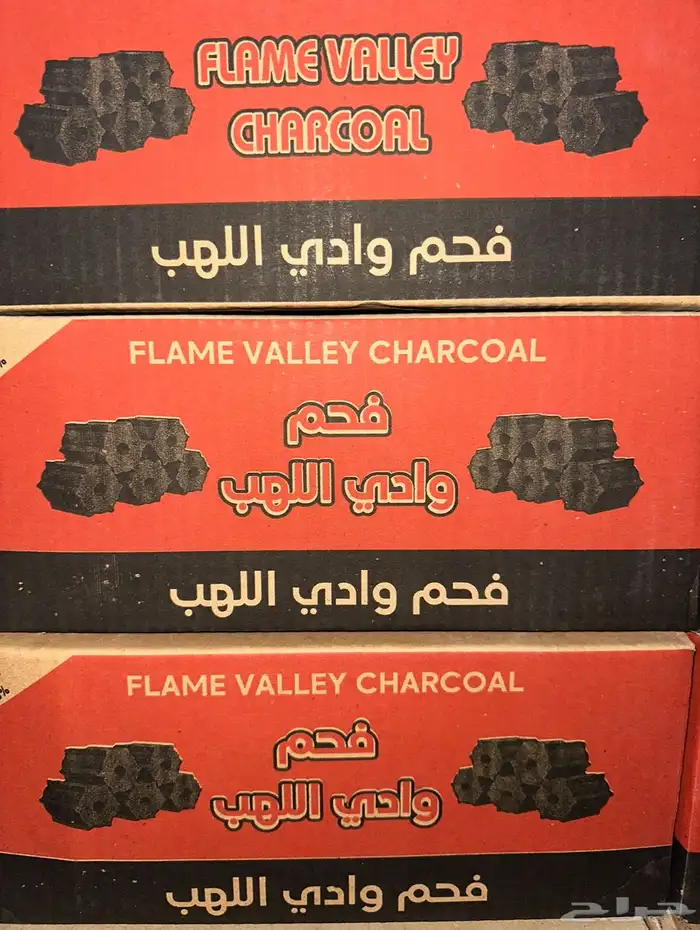 FLAME VALLEY
CHARCOAL
فحم وادي اللهب
FLAME VALLEY CHARCOAL
فحم
وادي اللهب
فحم وادي اللهب
%
FLAME VALLEY CHARCOAL
فحم
وادي اللهب
فحم وادي اللهب
%
حراج